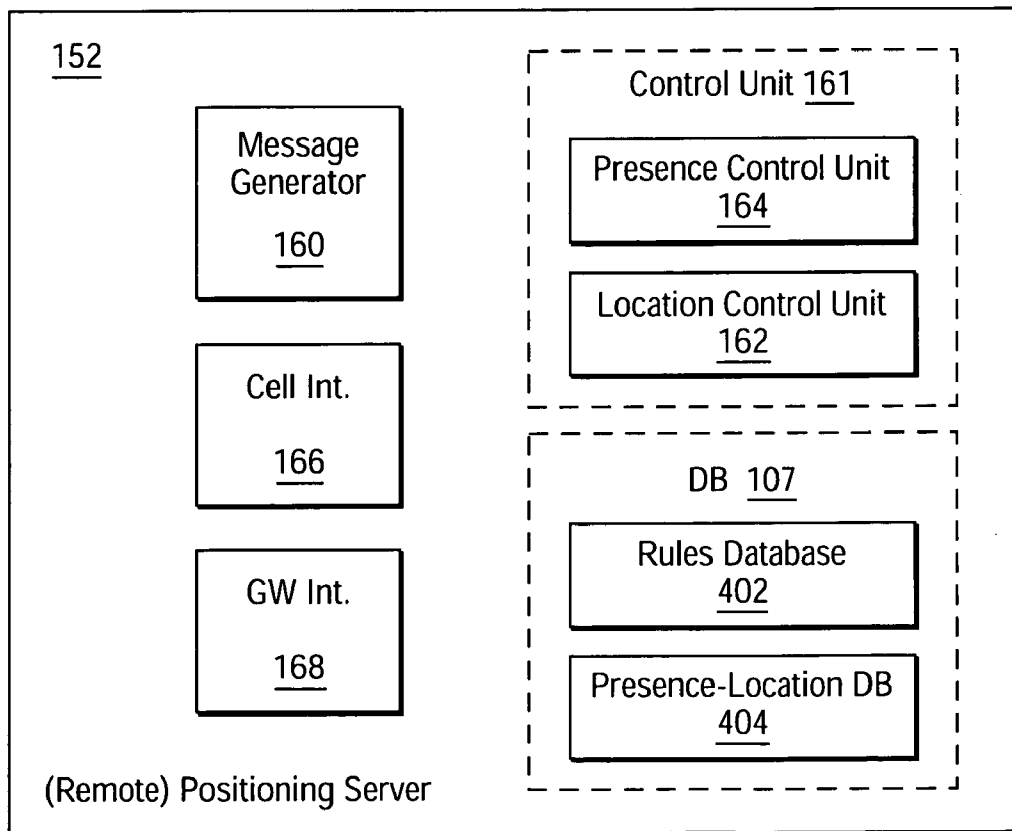 152
Message
Generator
160
Cell Int.
166
GW Int.
168
(Remote) Positioning Server
Control Unit 161
Presence Control Unit
164
Location Control Unit
162
DB 107
Rules Database
402
Presence-Location DB
404